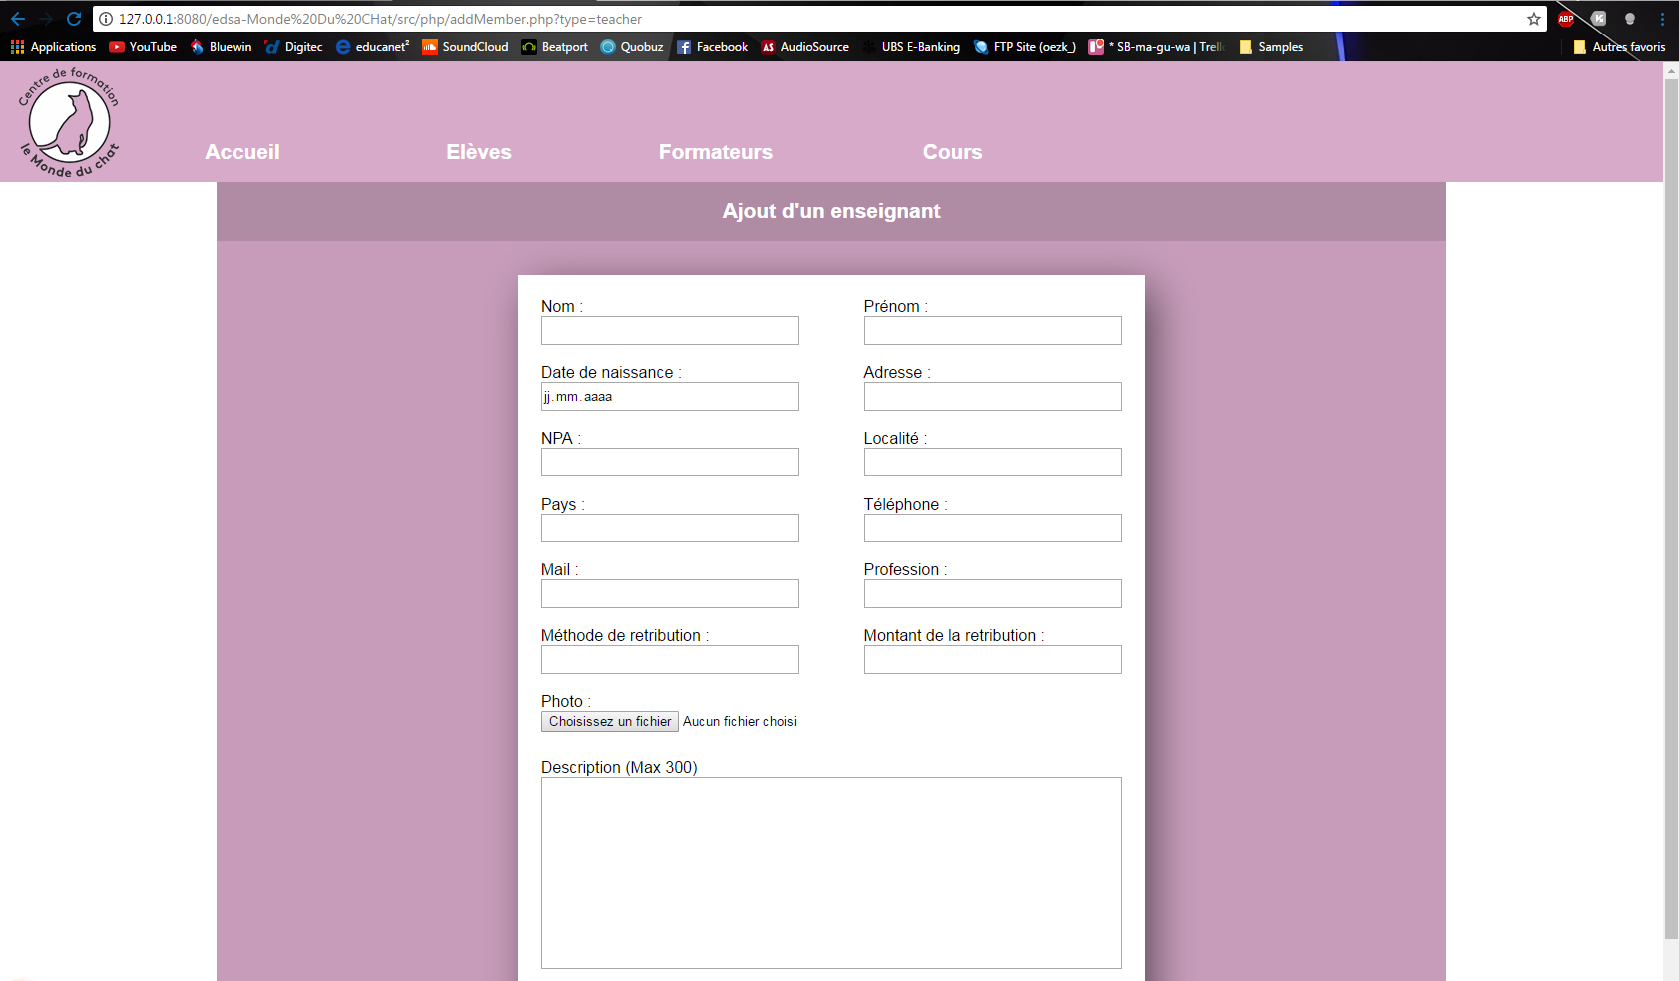 127.0.0.1:8080/edsa-Monde%20Du%20CHat/src/php/addMember.php?type=teacher
ABP K
Applications YouTube Bluewin Digitec educanet² SoundCloud Beatport Quobuz Facebook AudioSource UBS E-Banking FTP Site (oezk_) * SB-ma-gu-wa | Trell Samples Autres favoris
Centre de formation
le Monde du chat
Accueil Elèves Formateurs Cours
Ajout d'un enseignant
Nom : Prénom :
Date de naissance : Adresse :
jj.mm.aaaa
NPA : Localité :
Pays : Téléphone :
Mail : Profession :
Méthode de retribution : Montant de la retribution :
Photo :
Choisissez un fichier Aucun fichier choisi
Description (Max 300)